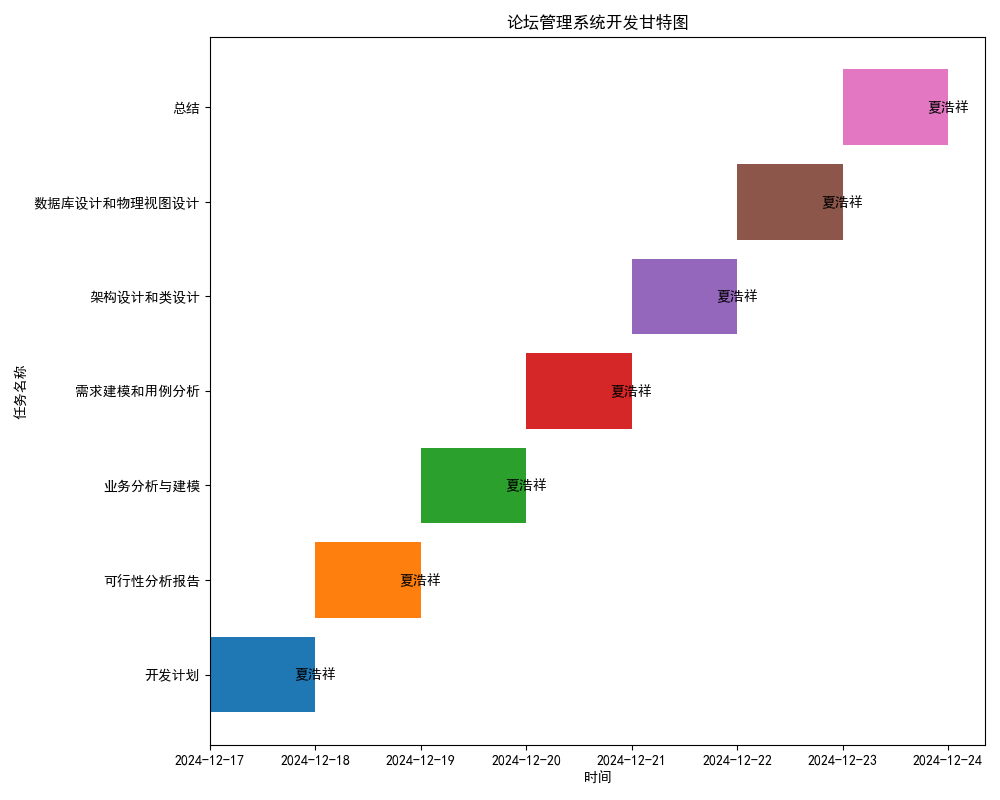 论坛管理系统开发甘特图
总结
夏浩祥
数据库设计和物理视图设计
夏浩祥
架构设计和类设计
夏浩祥
需求建模和用例分析
夏浩祥
业务分析与建模
夏浩祥
可行性分析报告
夏浩祥
开发计划
夏浩祥
任务名称
2024-12-17 2024-12-18 2024-12-19 2024-12-20 2024-12-21 2024-12-22 2024-12-23 2024-12-24
时间